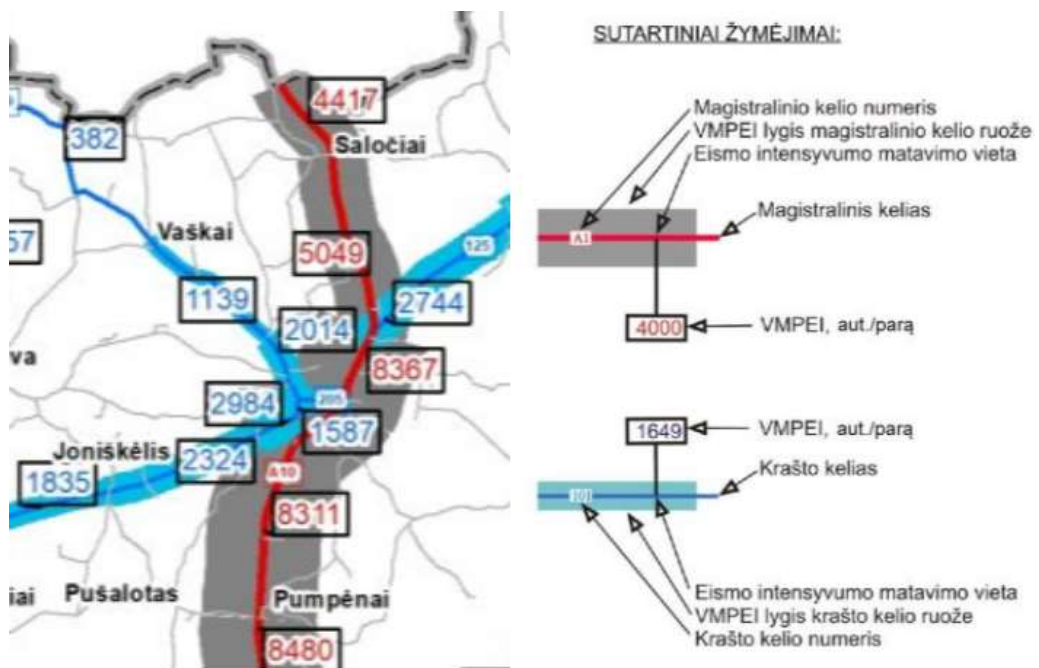 4417
382
Saločiai
57
Vaškai
5049
125
1139
2744
2014
va
8367
2984
205
1587
Joniškėlis
2324
1835
A10
8311
iai
Pušalotas
Pumpėnai
8480
SUTARTINIAI ŽYMĖJIMAI:
Magistralinio kelio numeris
VMPEI lygis magistralinio kelio ruože
Eismo intensyvumo matavimo vieta
Magistralinis kelias
A1
4000
VMPEI, aut./parą
1649
VMPEI, aut./parą
Krašto kelias
Eismo intensyvumo matavimo vieta
VMPEI lygis krašto kelio ruože
Krašto kelio numeris